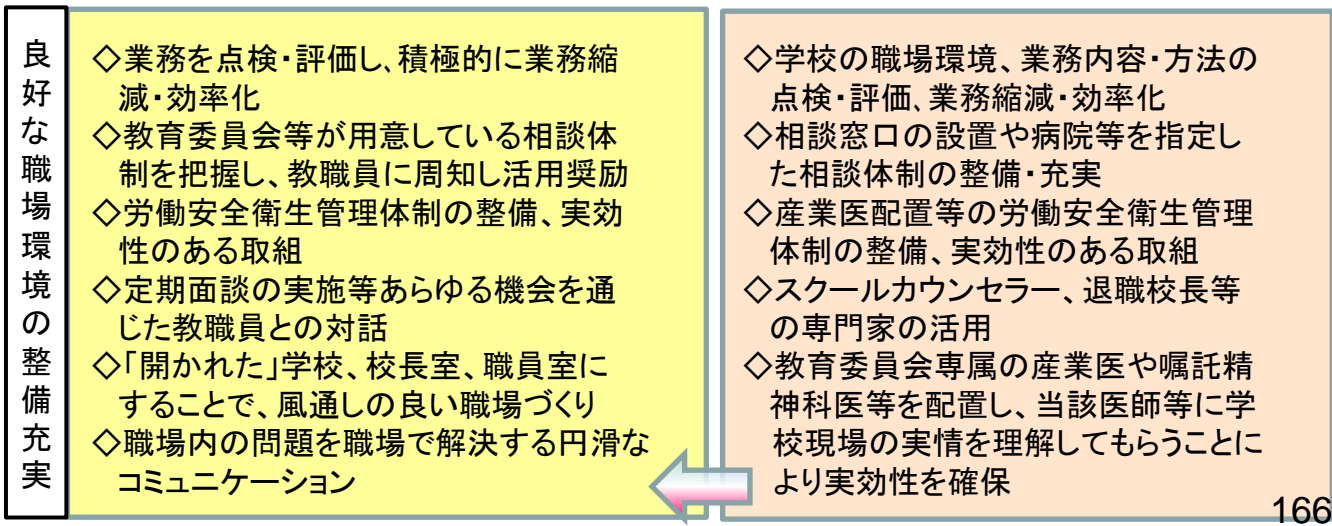 良好な職場環境の整備充実
◇業務を点検・評価し、積極的に業務縮
減・効率化
◇教育委員会等が用意している相談体
制を把握し、教職員に周知し活用奨励
◇労働安全衛生管理体制の整備、実効
性のある取組
◇定期面談の実施等あらゆる機会を通
じた教職員との対話
◇「開かれた」学校、校長室、職員室に
することで、風通しの良い職場づくり
◇職場内の問題を職場で解決する円滑な
コミュニケーション
◇学校の職場環境、業務内容・方法の
点検・評価、業務縮減・効率化
◇相談窓口の設置や病院等を指定し
た相談体制の整備・充実
◇産業医配置等の労働安全衛生管理
体制の整備、実効性のある取組
◇スクールカウンセラー、退職校長等
の専門家の活用
◇教育委員会専属の産業医や嘱託精
神科医等を配置し、当該医師等に学
校現場の実情を理解してもらうことに
より実効性を確保
166